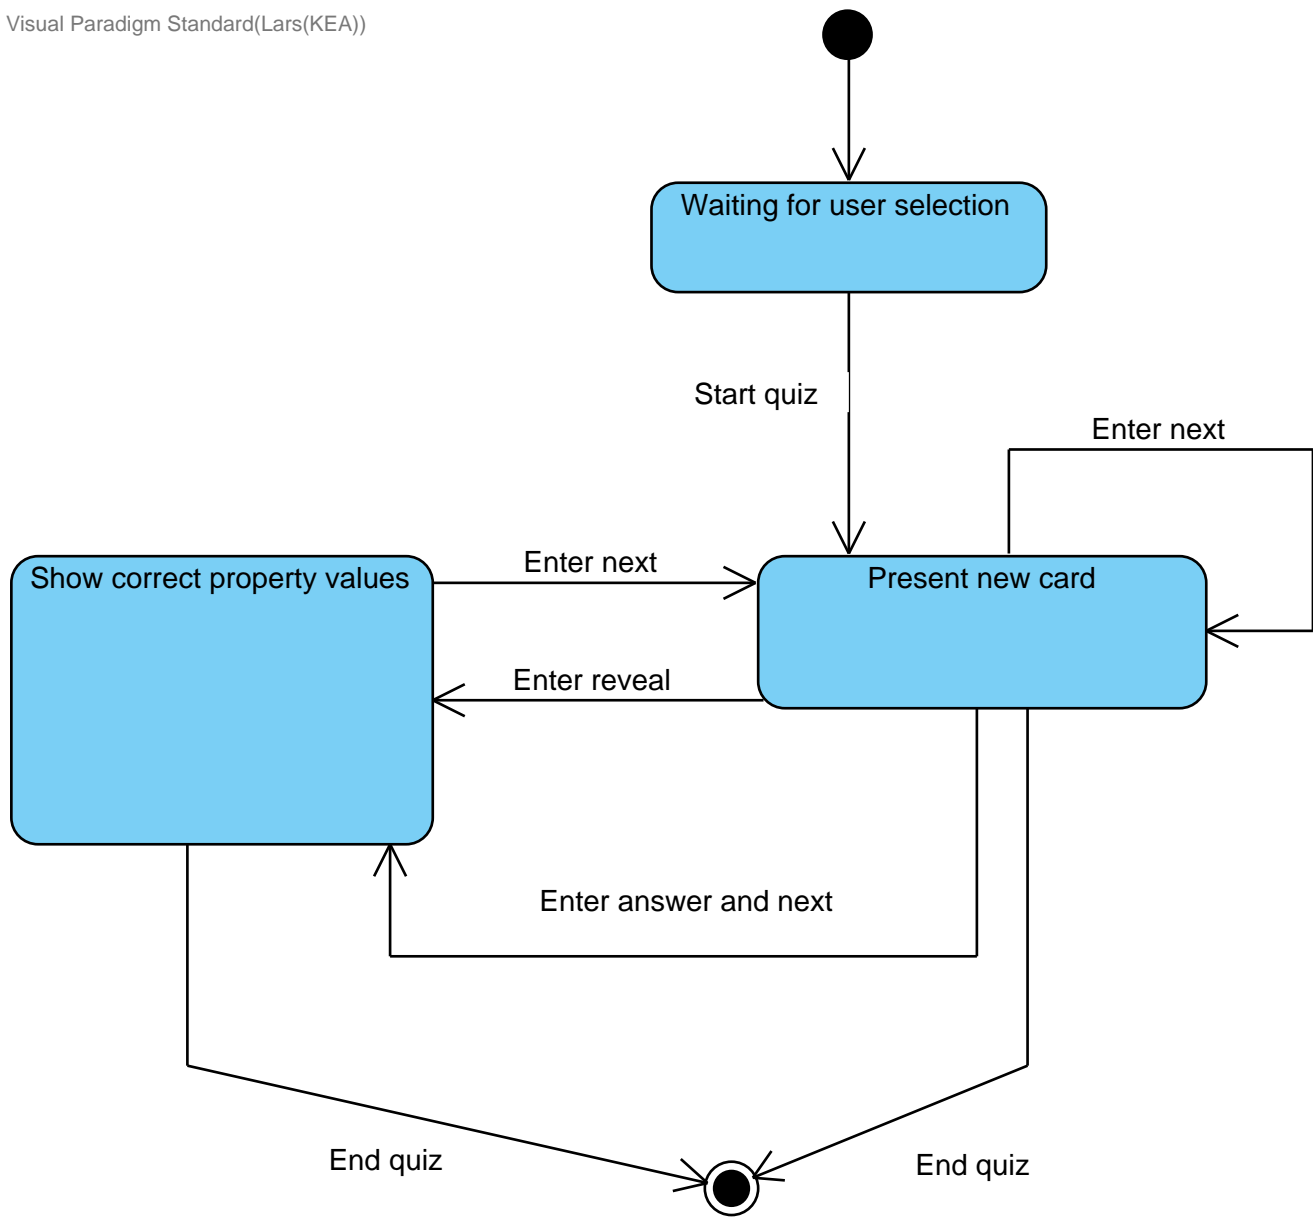 Visual Paradigm Standard(Lars(KEA))
Waiting for user selection
Start quiz
Enter next
Show correct property values
Enter next
Present new card
Enter reveal
Enter answer and next
End quiz
End quiz